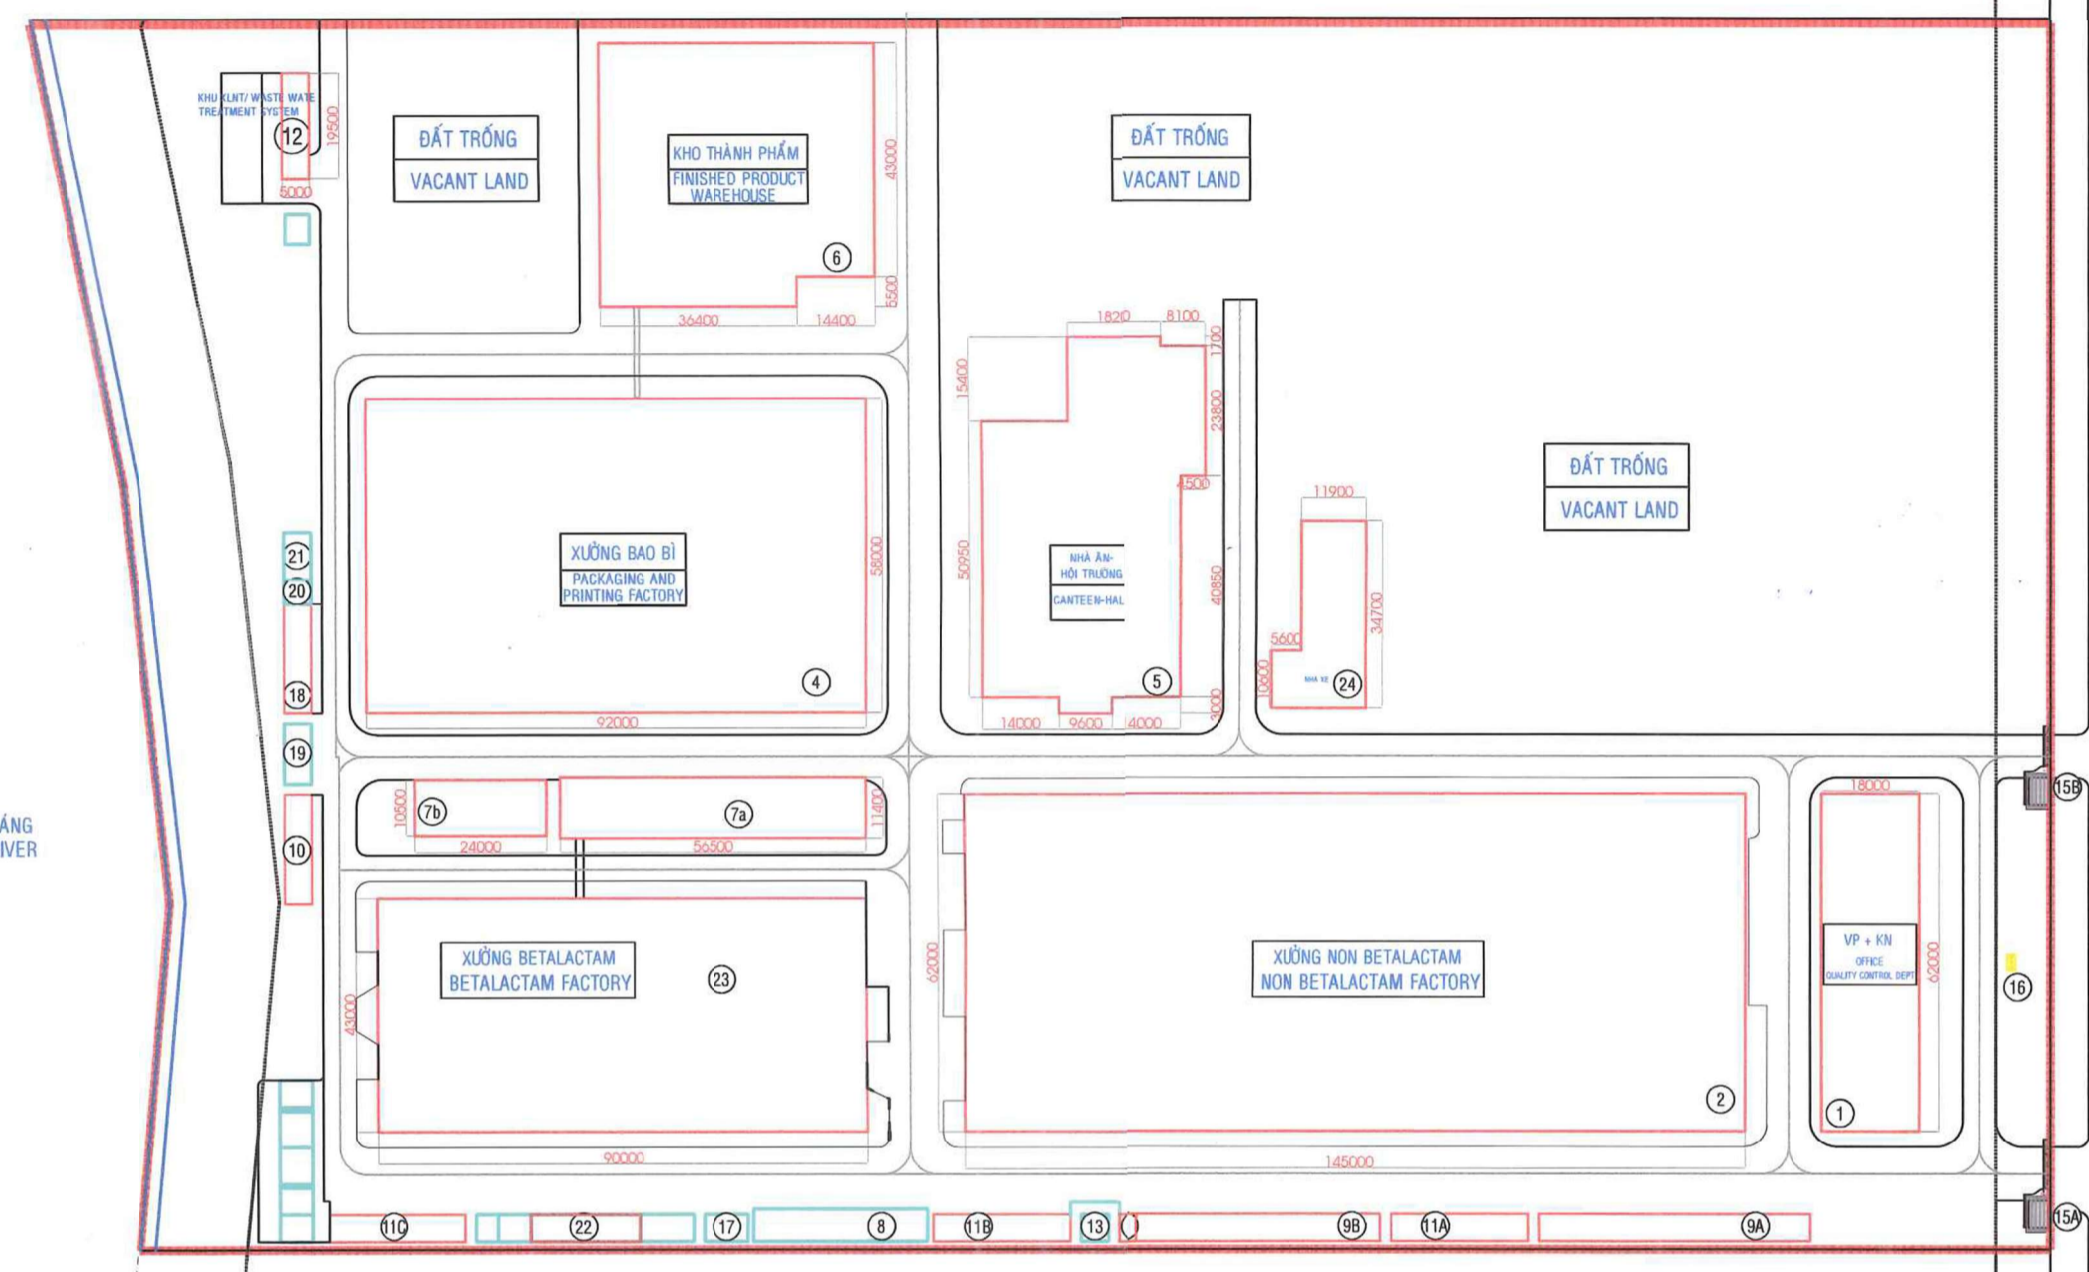 KHU XLNT/ WASTE WATE
TREATMENT SYSTEM
12
19500
5000
ĐẤT TRỐNG
VACANT LAND
KHO THÀNH PHẨM
FINISHED PRODUCT
WAREHOUSE
6
43000
5500
36400
14400
ĐẤT TRỐNG
VACANT LAND
1820
8100
1700
15400
23800
4500
50950
40850
NHÀ ĂN-
HỘI TRƯỜNG
CANTEEN-HAL
5
14000
9600
4000
3000
11900
34700
5600
10600
NHÀ XE
24
ĐẤT TRỐNG
VACANT LAND
XƯỞNG BAO BÌ
PACKAGING AND
PRINTING FACTORY
58000
4
92000
21
20
18
19
10
ÁNG
IVER
10500
7b
24000
7a
11400
56500
XƯỞNG BETALACTAM
BETALACTAM FACTORY
23
43000
90000
62000
XƯỞNG NON BETALACTAM
NON BETALACTAM FACTORY
2
145000
18000
VP + KN
OFFICE
QUALITY CONTROL DEPT
62000
1
15B
16
15A
11C
22
17
8
11B
13
9B
11A
9A